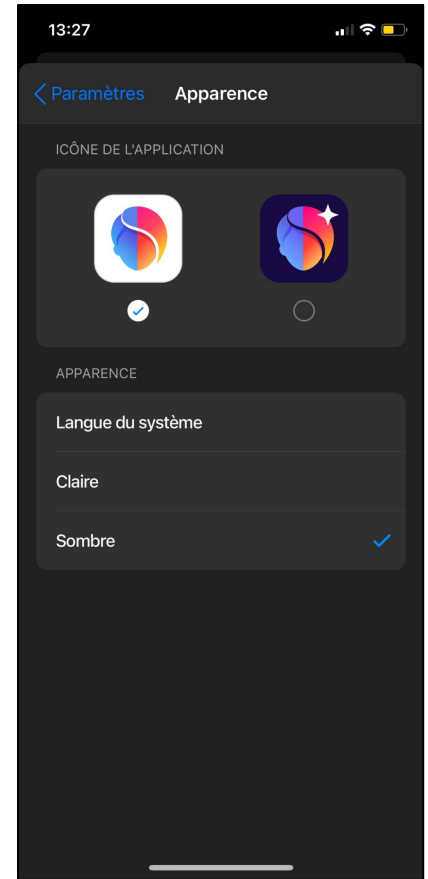 13:27
Paramètres Apparence
ICÔNE DE L'APPLICATION
APPARENCE
Langue du système
Claire
Sombre